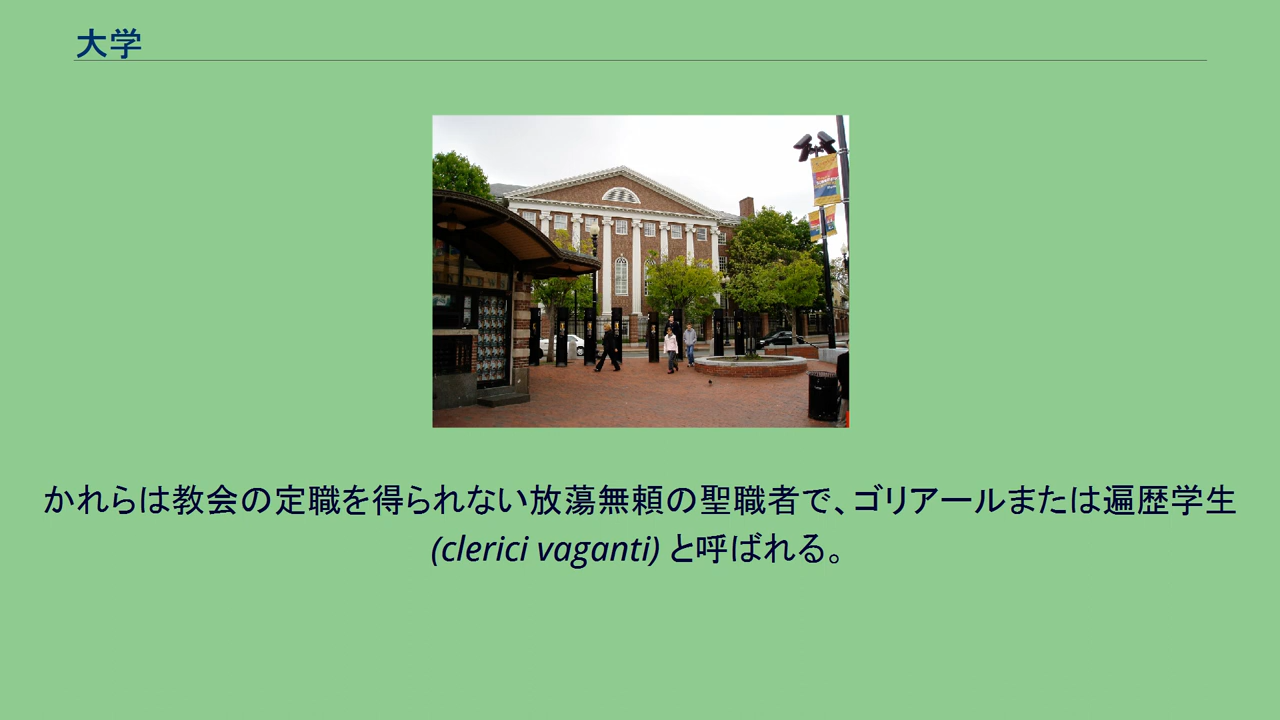 大学
かれらは教会の定職を得られない放蕩無頼の聖職者で、ゴリアールまたは遍歴学生
(clerici vaganti) と呼ばれる。